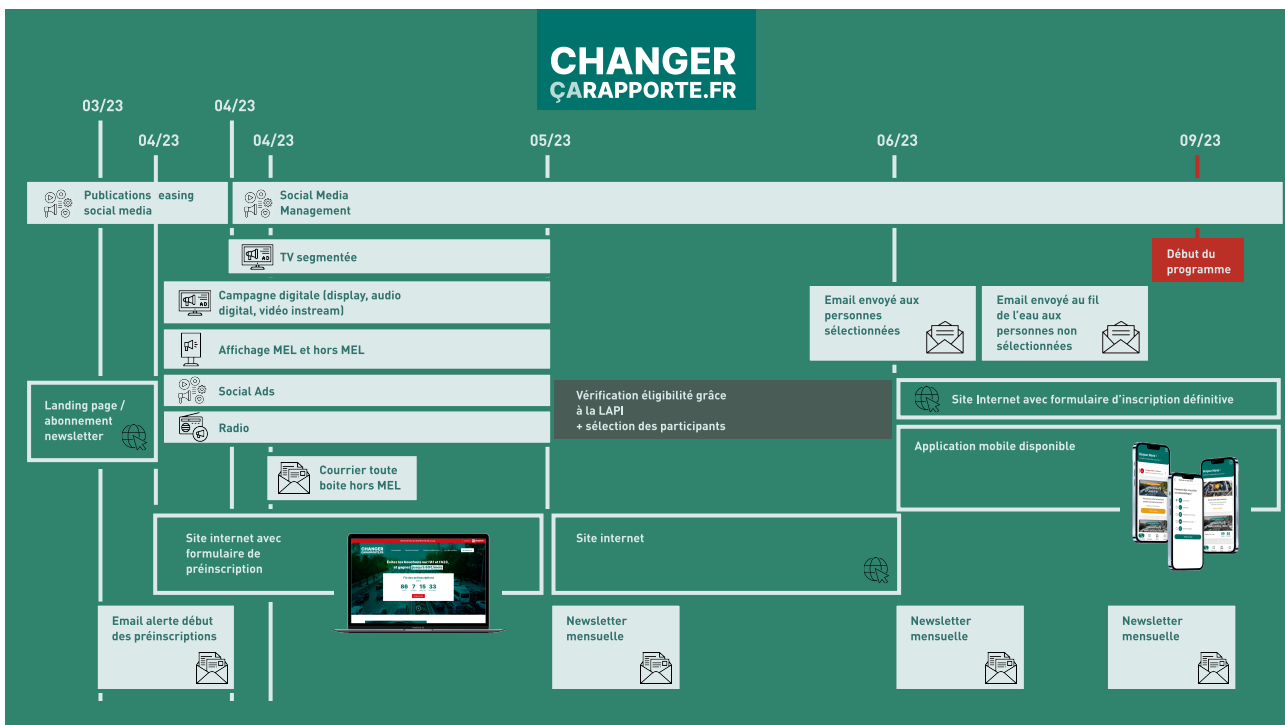 CHANGER
ÇARAPPORTE.FR
03/23
04/23
04/23
04/23
05/23
06/23
09/23
Publications easing
social media
Social Media
Management
TV segmentée
Début du
programme
Campagne digitale (display, audio
digital, vidéo instream)
Email envoyé aux
personnes
sélectionnées
Email envoyé au fil
de l'eau aux
personnes non
sélectionnées
Affichage MEL et hors MEL
Social Ads
Radio
Landing page /
abonnement
newsletter
Vérification éligibilité grâce
à la LAPI
+ sélection des participants
Site Internet avec formulaire d'inscription définitive
Application mobile disponible
Courrier toute
boite hors MEL
Site internet avec
formulaire de
préinscription
CHANGER
86 7 15 33
Site internet
Email alerte début
des préinscriptions
Newsletter
mensuelle
Newsletter
mensuelle
Newsletter
mensuelle